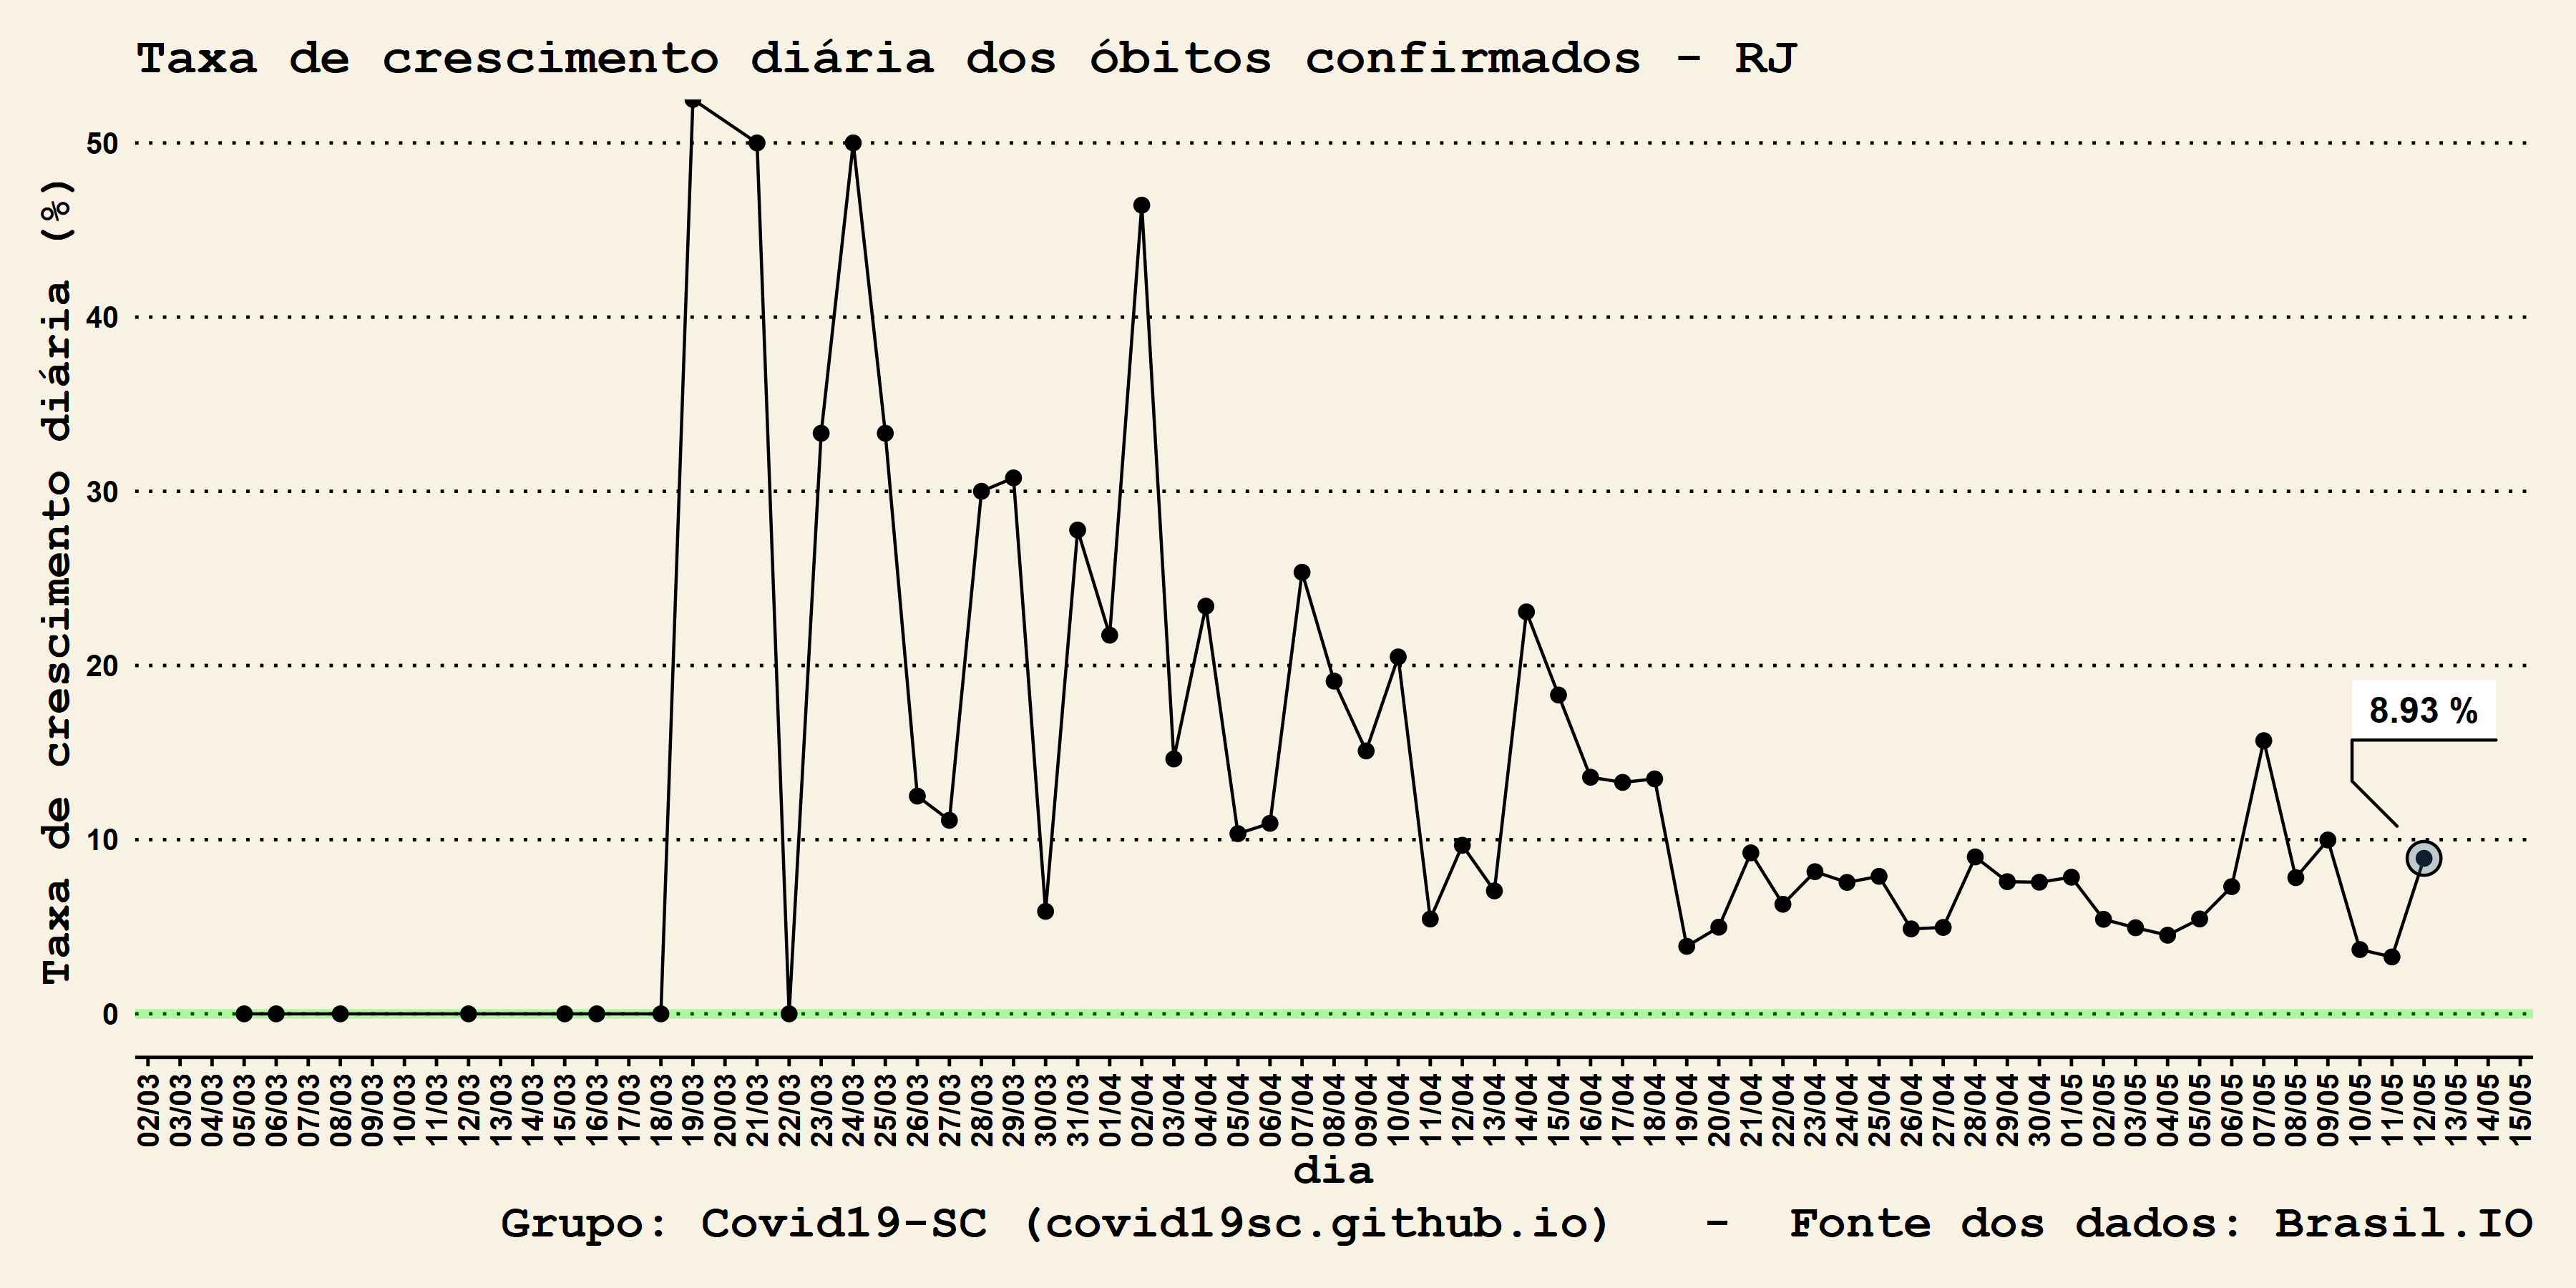 Taxa de crescimento diária dos óbitos confirmados - RJ
Taxa de crescimento diária (%)
50
40
30
20
10
0
8.93 %
02/03 03/03 04/03 05/03 06/03 07/03 08/03 09/03 10/03 11/03 12/03 13/03 14/03 15/03 16/03 17/03 18/03 19/03 20/03 21/03 22/03 23/03 24/03 25/03 26/03 27/03 28/03 29/03 30/03 31/03 01/04 02/04 03/04 04/04 05/04 06/04 07/04 08/04 09/04 10/04 11/04 12/04 13/04 14/04 15/04 16/04 17/04 18/04 19/04 20/04 21/04 22/04 23/04 24/04 25/04 26/04 27/04 28/04 29/04 30/04 01/05 02/05 03/05 04/05 05/05 06/05 07/05 08/05 09/05 10/05 11/05 12/05 13/05 14/05 15/05
dia
Grupo: Covid19-SC (covid19sc.github.io) - Fonte dos dados: Brasil.IO